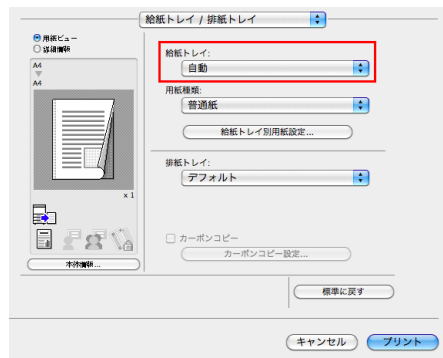 給紙トレイ / 排紙トレイ
用紙ビュー
詳細情報
A4
A4
x 1
本体情報...
給紙トレイ:
自動
用紙種類:
普通紙
給紙トレイ別用紙設定...
排紙トレイ:
デフォルト
カーボンコピー
カーボンコピー設定...
標準に戻す
キャンセル
プリント